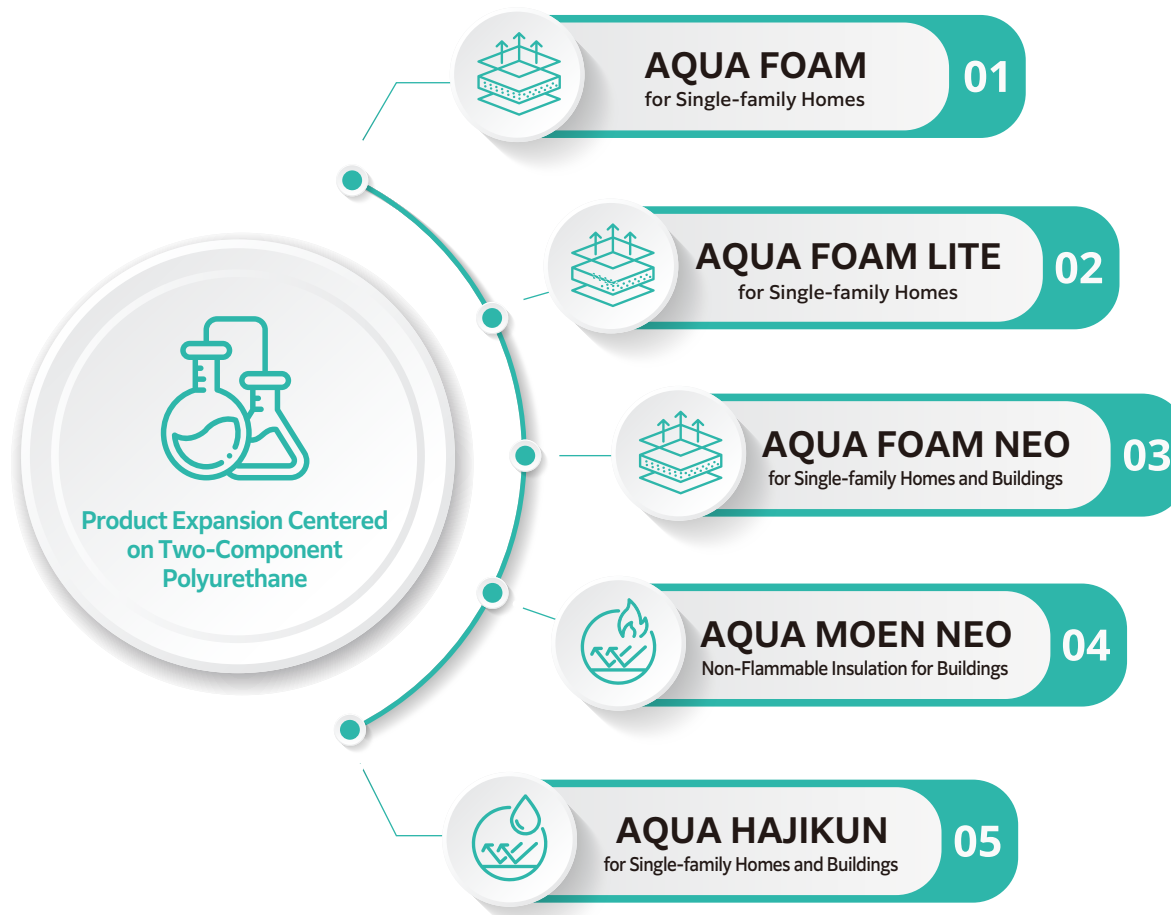 AQUA FOAM
for Single-family Homes
01
AQUA FOAM LITE
for Single-family Homes
02
AQUA FOAM NEO
for Single-family Homes and Buildings
03
Product Expansion Centered
on Two-Component
Polyurethane
AQUA MOEN NEO
Non-Flammable Insulation for Buildings
04
AQUA HAJIKUN
for Single-family Homes and Buildings
05